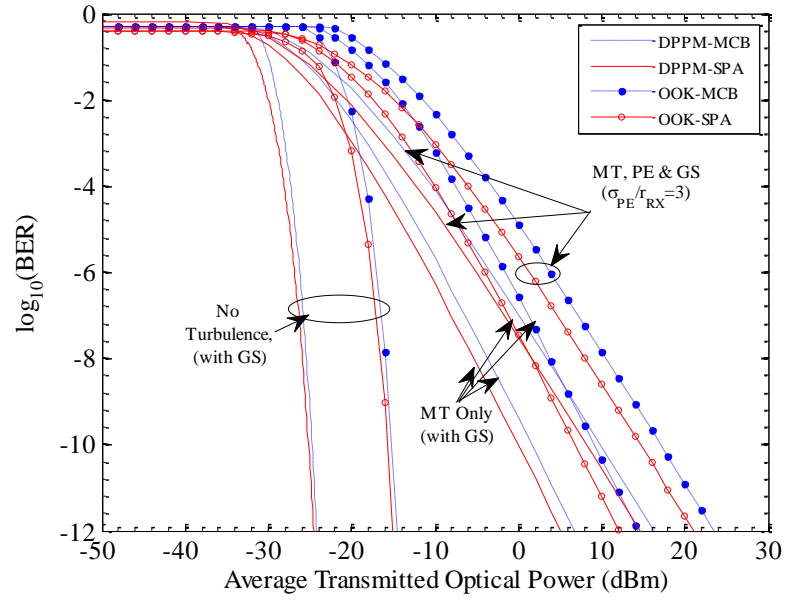 0
-2
-4
-6
-8
-10
-12
-50
-40
-30
-20
-10
0
10
20
30
log10(BER)
Average Transmitted Optical Power (dBm)
DPPM-MCB
DPPM-SPA
OOK-MCB
OOK-SPA
MT, PE & GS
(σPE/rRX=3)
No
Turbulence,
(with GS)
MT Only
(with GS)